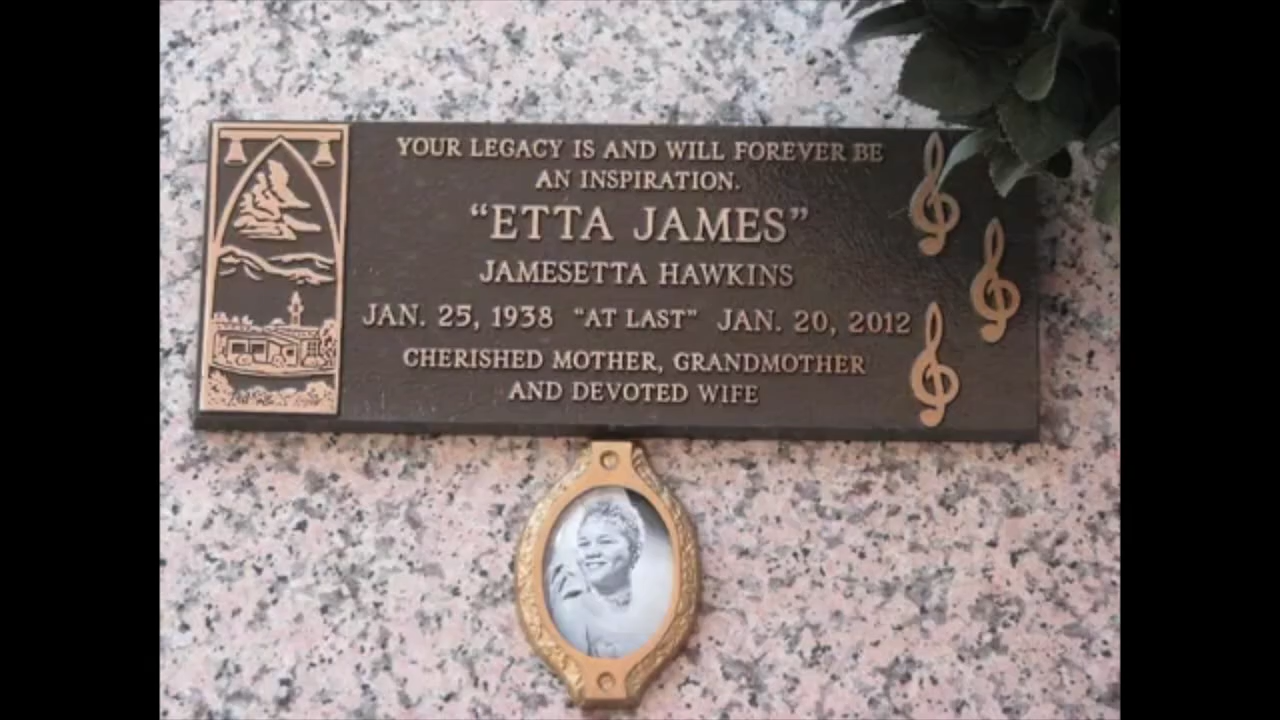 YOUR LEGACY IS AND WILL FOREVER BE
AN INSPIRATION.
"ETTA JAMES"
JAMESETTA HAWKINS
JAN. 25, 1938 "AT LAST" JAN. 20, 2012
CHERISHED MOTHER, GRANDMOTHER
AND DEVOTED WIFE